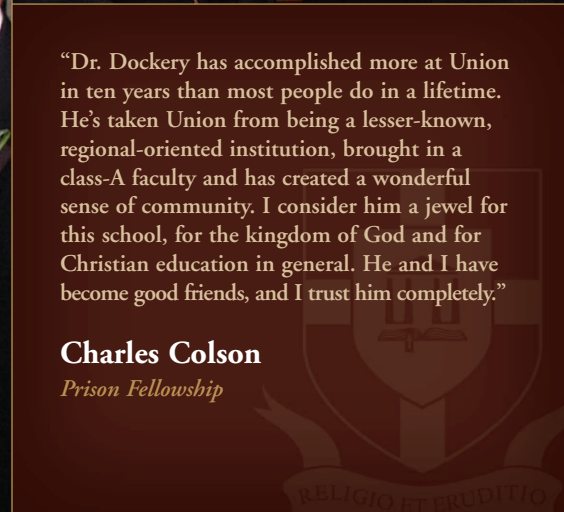 “Dr. Dockery has accomplished more at Union
in ten years than most people do in a lifetime.
He’s taken Union from being a lesser-known,
regional-oriented institution, brought in a
class-A faculty and has created a wonderful
sense of community. I consider him a jewel for
this school, for the kingdom of God and for
Christian education in general. He and I have
become good friends, and I trust him completely.”
Charles Colson
Prison Fellowship
RELIGIO ET ERUDITIO